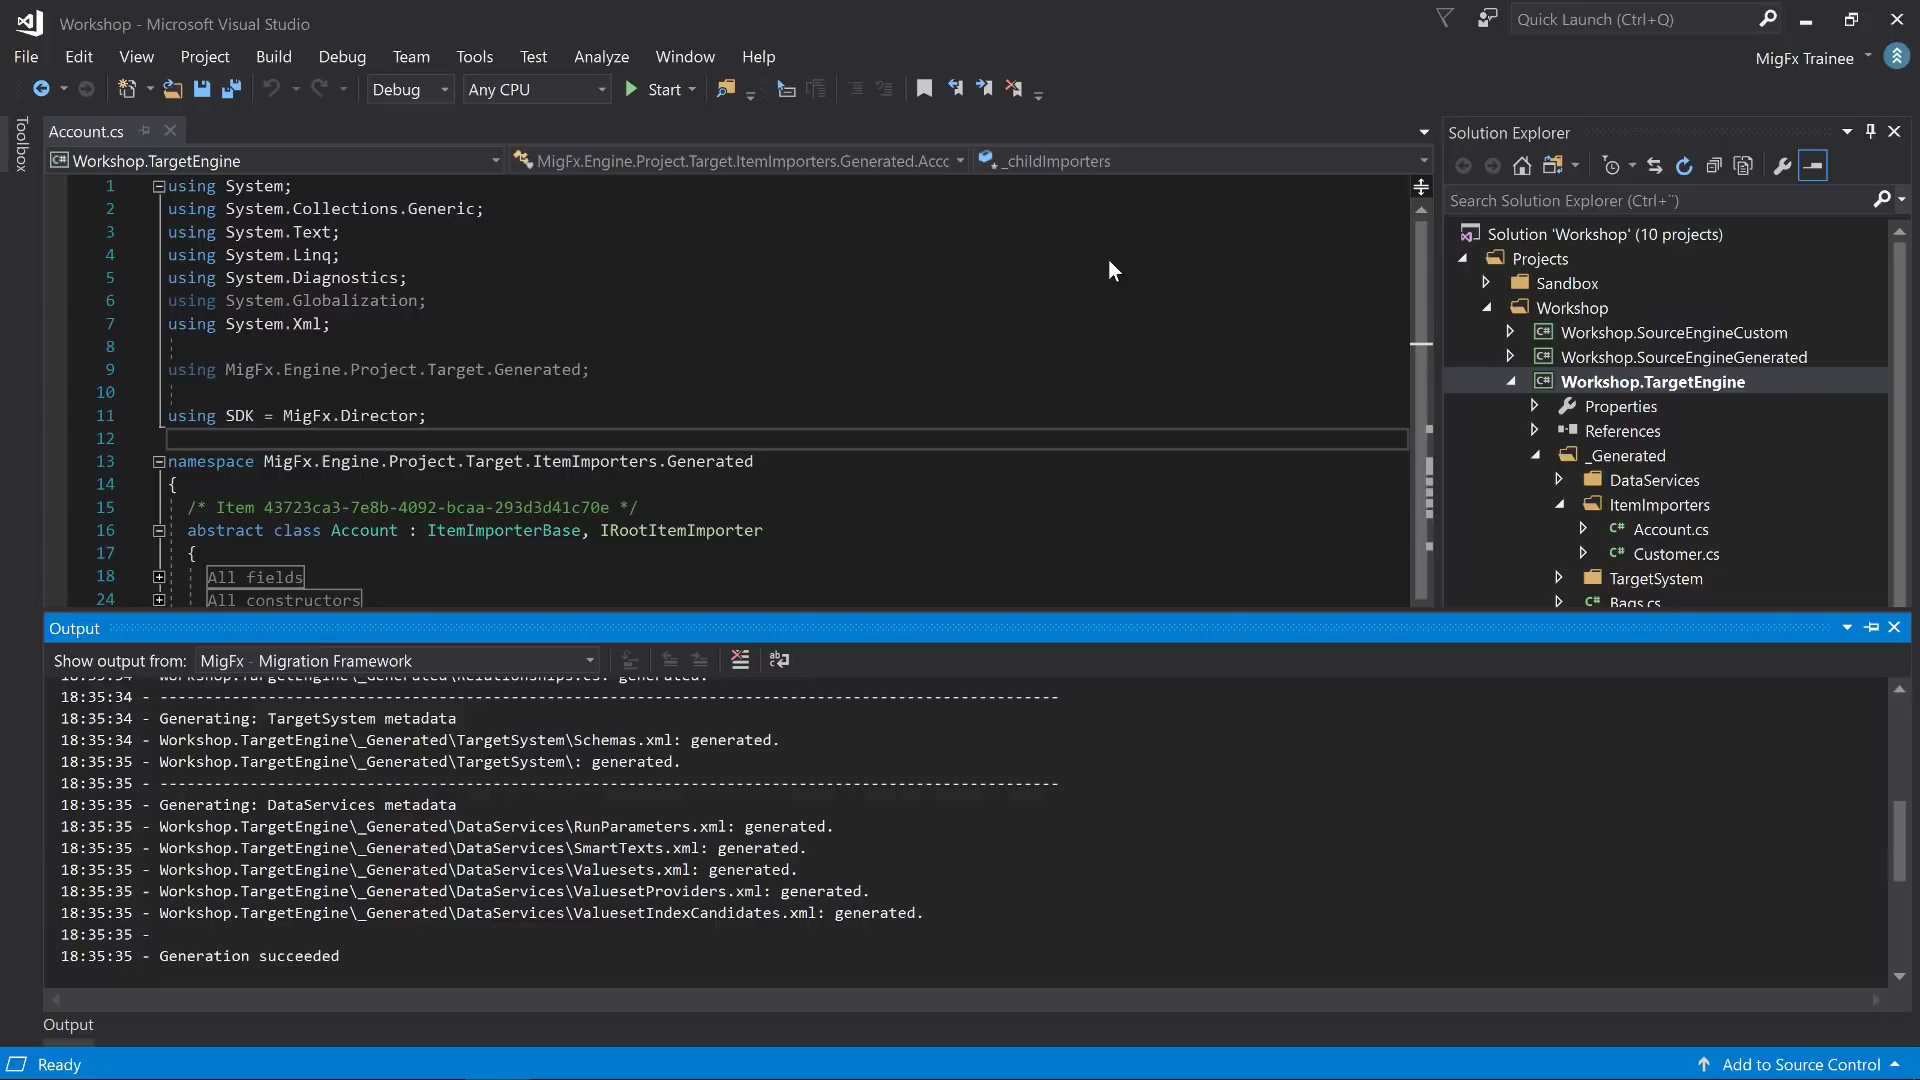 Workshop - Microsoft Visual Studio
Quick Launch (Ctrl+Q)
File Edit View Project Build Debug Team Tools Test Analyze Window Help
MigFx Trainee
Debug Any CPU Start
Toolbox
Account.cs
Workshop.TargetEngine MigFx.Engine.Project.Target.ItemImporters.Generated.Accc _childImporters
1 using System;
2 using System.Collections.Generic;
3 using System.Text;
4 using System.Linq;
5 using System.Diagnostics;
6 using System.Globalization;
7 using System.Xml;
8
9 using MigFx.Engine.Project.Target.Generated;
10
11 using SDK = MigFx.Director;
12
13 namespace MigFx.Engine.Project.Target.ItemImporters.Generated
14 {
15 /* Item 43723ca3-7e8b-4092-bcaa-293d3d41c70e */
16 abstract class Account : ItemImporterBase, IRootItemImporter
17 {
18 All fields
24 All constructors
Solution Explorer
Search Solution Explorer (Ctrl+¨)
Solution 'Workshop' (10 projects)
Projects
Sandbox
Workshop
C# Workshop.SourceEngineCustom
C# Workshop.SourceEngineGenerated
C# Workshop.TargetEngine
Properties
References
_Generated
DataServices
ItemImporters
C# Account.cs
C# Customer.cs
TargetSystem
C# Bags.cs
Output
Show output from: MigFx - Migration Framework
18:35:34 - Workshop.TargetEngine\_Generated\Relationships.cs: generated.
18:35:34 - ----------------------------------------------------------------------------------------------------
18:35:34 - Generating: TargetSystem metadata
18:35:34 - Workshop.TargetEngine\_Generated\TargetSystem\Schemas.xml: generated.
18:35:35 - Workshop.TargetEngine\_Generated\TargetSystem\: generated.
18:35:35 - ----------------------------------------------------------------------------------------------------
18:35:35 - Generating: DataServices metadata
18:35:35 - Workshop.TargetEngine\_Generated\DataServices\RunParameters.xml: generated.
18:35:35 - Workshop.TargetEngine\_Generated\DataServices\SmartTexts.xml: generated.
18:35:35 - Workshop.TargetEngine\_Generated\DataServices\Valuesets.xml: generated.
18:35:35 - Workshop.TargetEngine\_Generated\DataServices\ValuesetProviders.xml: generated.
18:35:35 - Workshop.TargetEngine\_Generated\DataServices\ValuesetIndexCandidates.xml: generated.
18:35:35 -
18:35:35 - Generation succeeded
Output
Ready
Add to Source Control